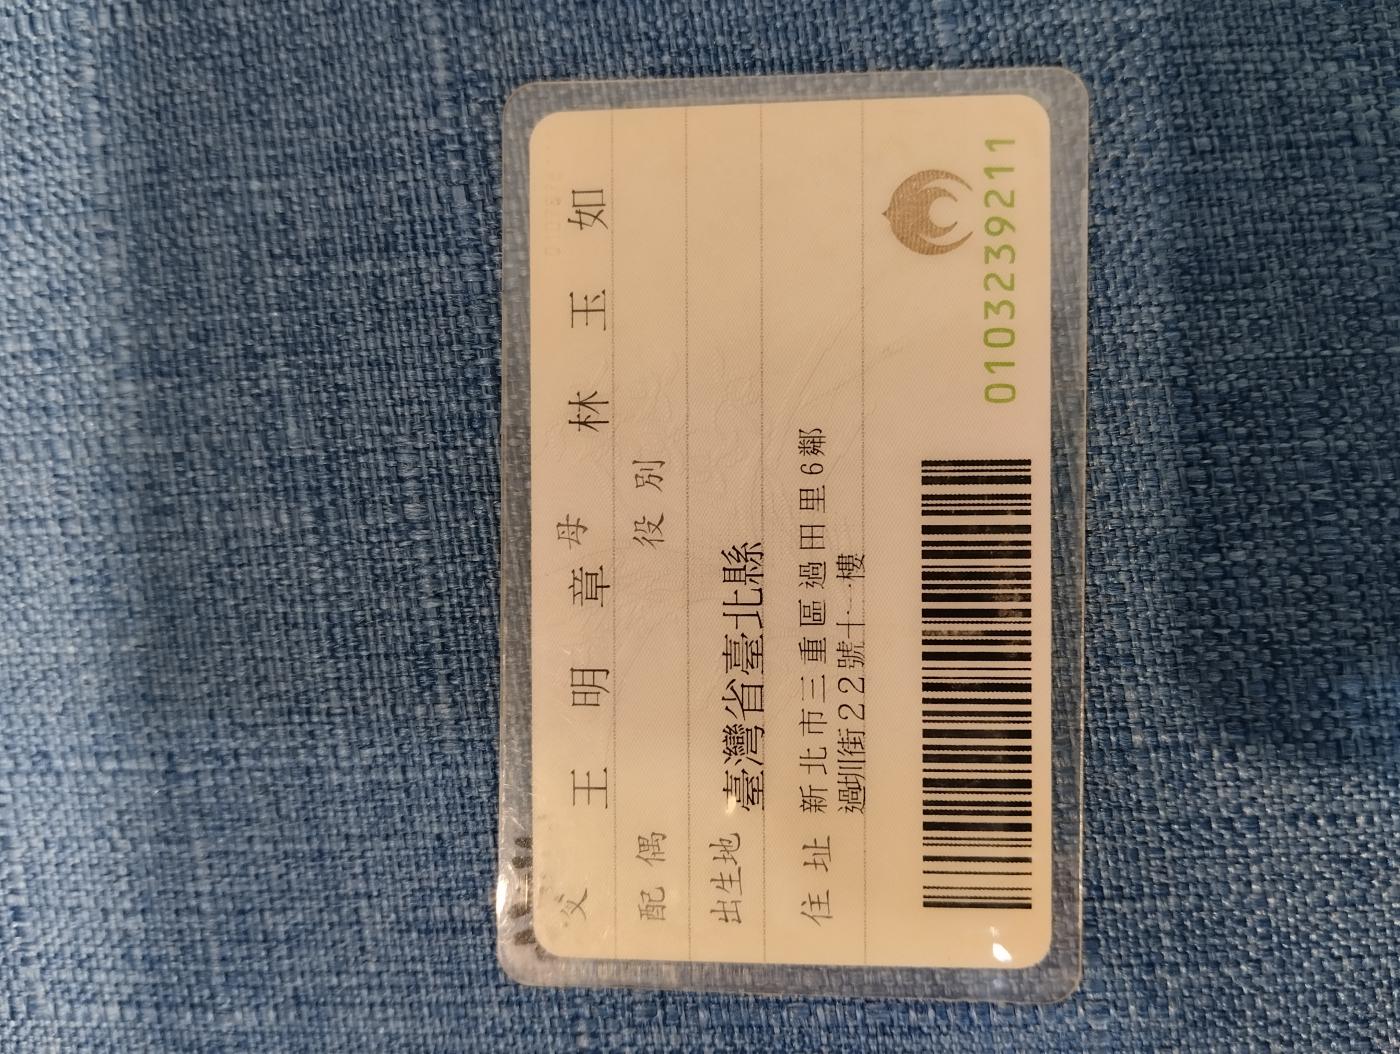 父 王明章 母 林玉如
配偶 役別
出生地 臺灣省臺北縣
住址 新北市三重區過田里6鄰
過圳街22號十一樓
0103239211